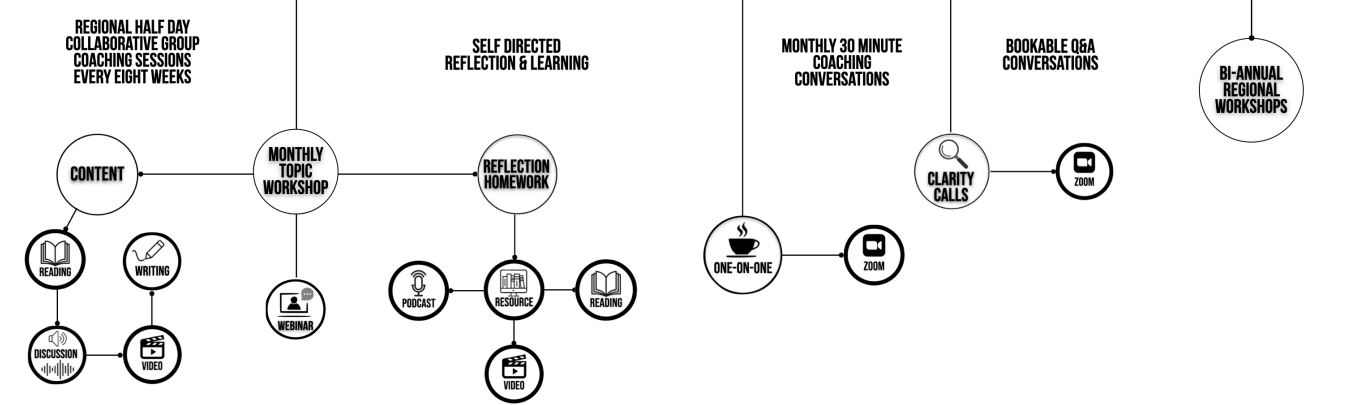 REGIONAL HALF DAY
COLLABORATIVE GROUP
COACHING SESSIONS
EVERY EIGHT WEEKS
SELF DIRECTED
REFLECTION & LEARNING
MONTHLY 30 MINUTE
COACHING
CONVERSATIONS
BOOKABLE Q&A
CONVERSATIONS
BI-ANNUAL
REGIONAL
WORKSHOPS
CONTENT
MONTHLY
TOPIC
WORKSHOP
REFLECTION
HOMEWORK
CLARITY
CALLS
ZOOM
READING
WRITING
ONE-ON-ONE
ZOOM
PODCAST
RESOURCE
READING
WEBINAR
DISCUSSION
VIDEO
VIDEO